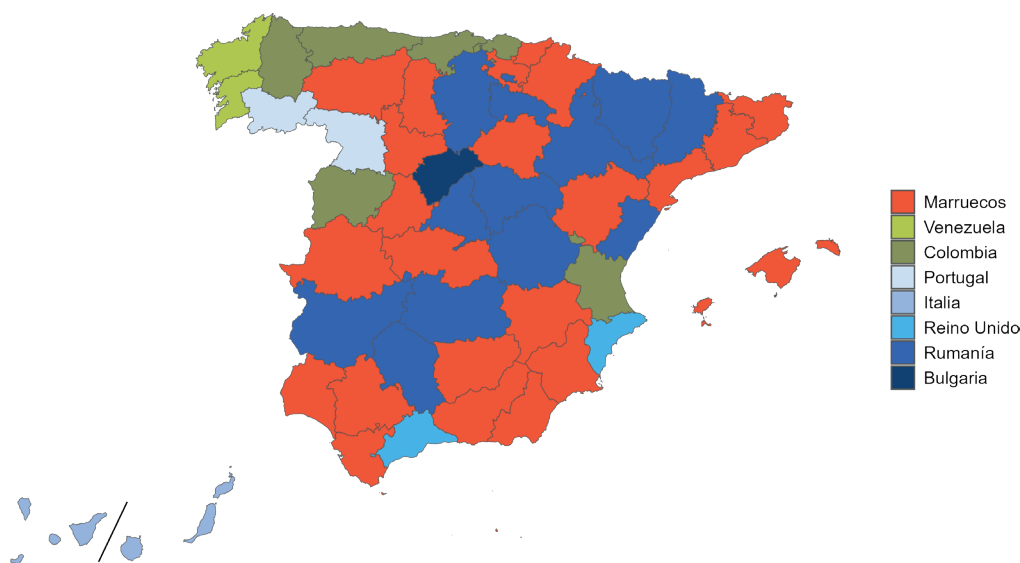 Marruecos
Venezuela
Colombia
Portugal
Italia
Reino Unido
Rumanía
Bulgaria